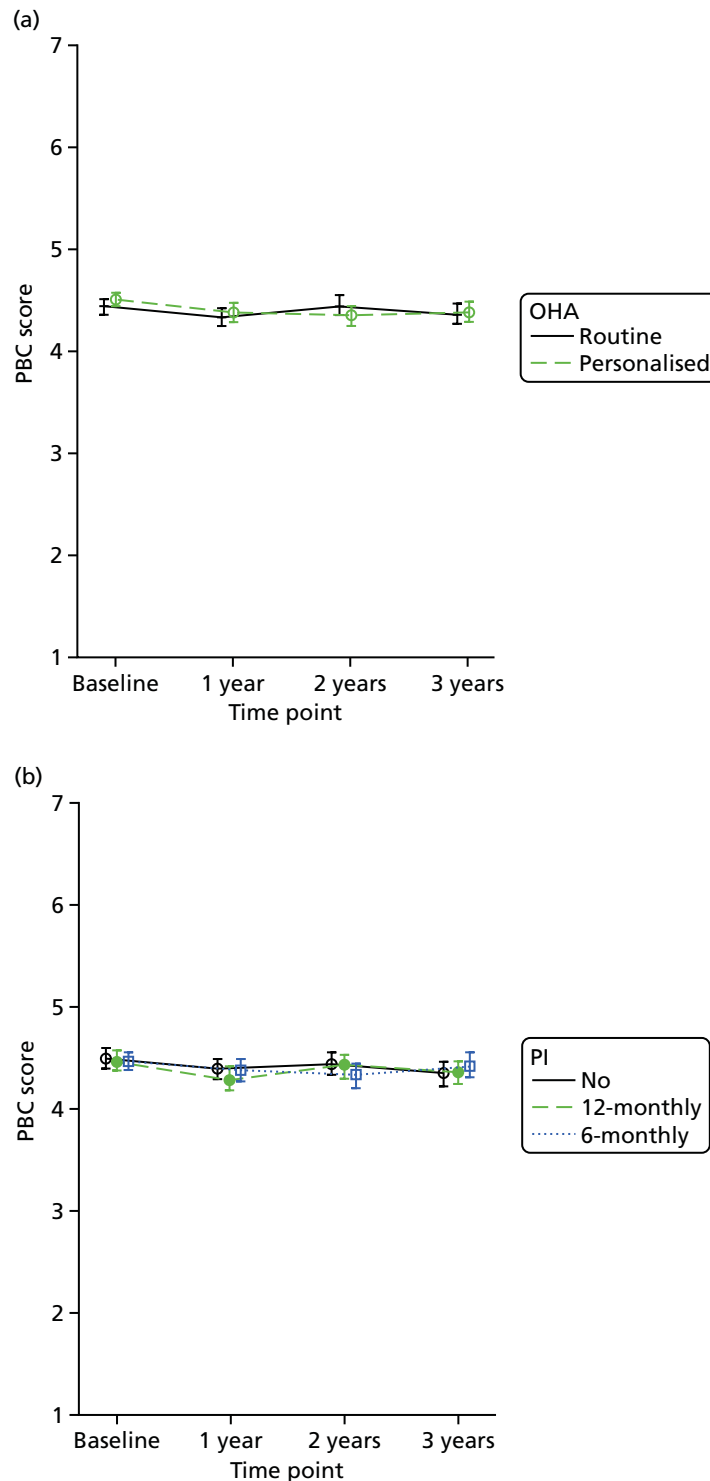 (a)
7
6
5
4
3
2
1
PBC score
Baseline 1 year 2 years 3 years
Time point
OHA
Routine
Personalised
(b)
7
6
5
4
3
2
1
PBC score
Baseline 1 year 2 years 3 years
Time point
PI
No
12-monthly
6-monthly